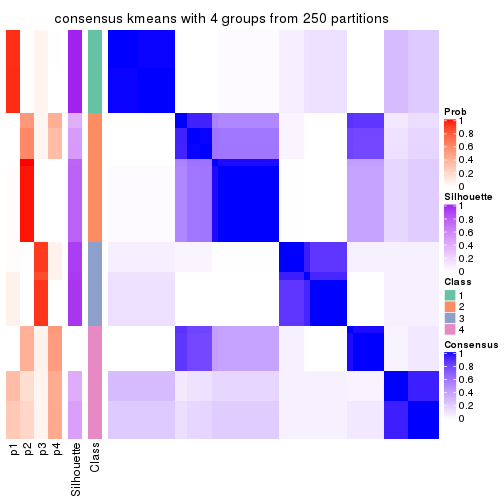 consensus kmeans with 4 groups from 250 partitions
Prob
1
0.8
0.6
0.4
0.2
0
Silhouette
1
0.8
0.6
0.4
0.2
0
Class
1
2
3
4
Consensus
1
0.8
0.6
0.4
0.2
0
p1
p2
p3
p4
Silhouette
Class